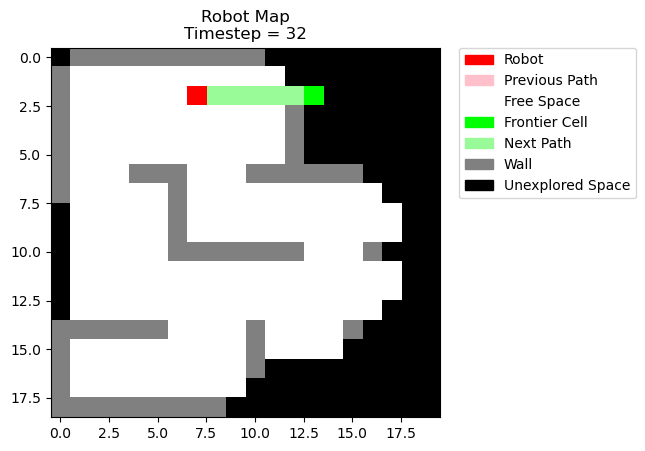 Robot Map
Timestep = 32
0.0
2.5
5.0
7.5
10.0
12.5
15.0
17.5
0.0 2.5 5.0 7.5 10.0 12.5 15.0 17.5
Robot
Previous Path
Free Space
Frontier Cell
Next Path
Wall
Unexplored Space